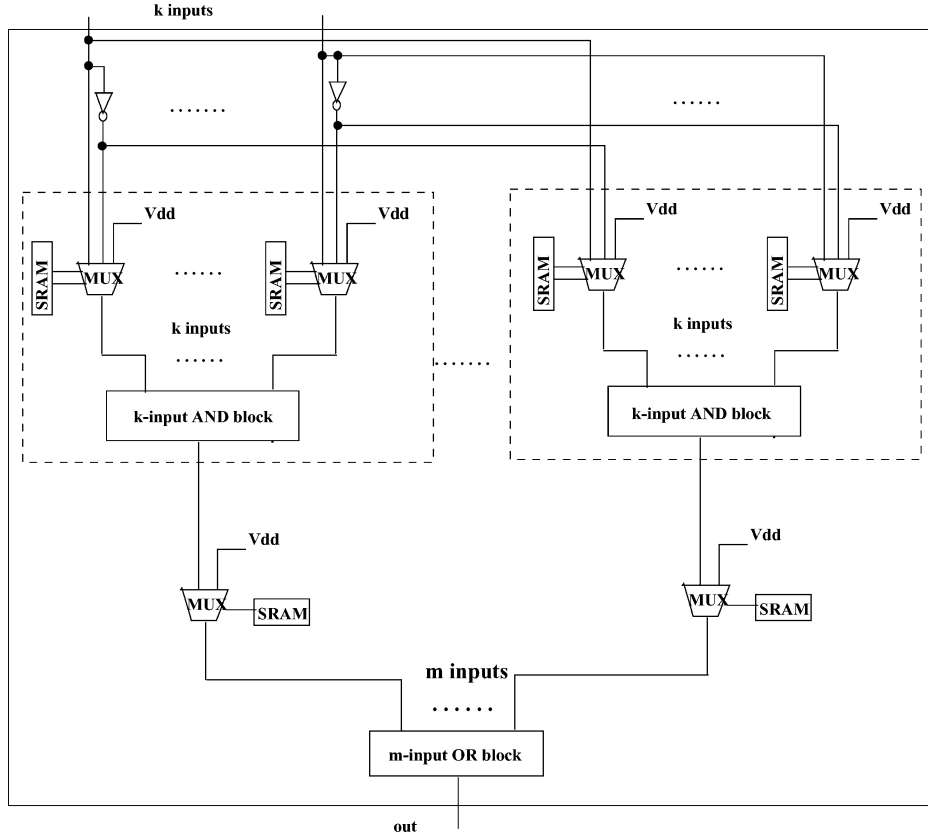 k inputs
....... ......
Vdd Vdd Vdd Vdd
SRAM MUX ...... SRAM MUX SRAM MUX ...... SRAM MUX
k inputs k inputs
...... ....... ......
k-input AND block k-input AND block
Vdd Vdd
MUX SRAM MUX SRAM
m inputs
......
m-input OR block
out